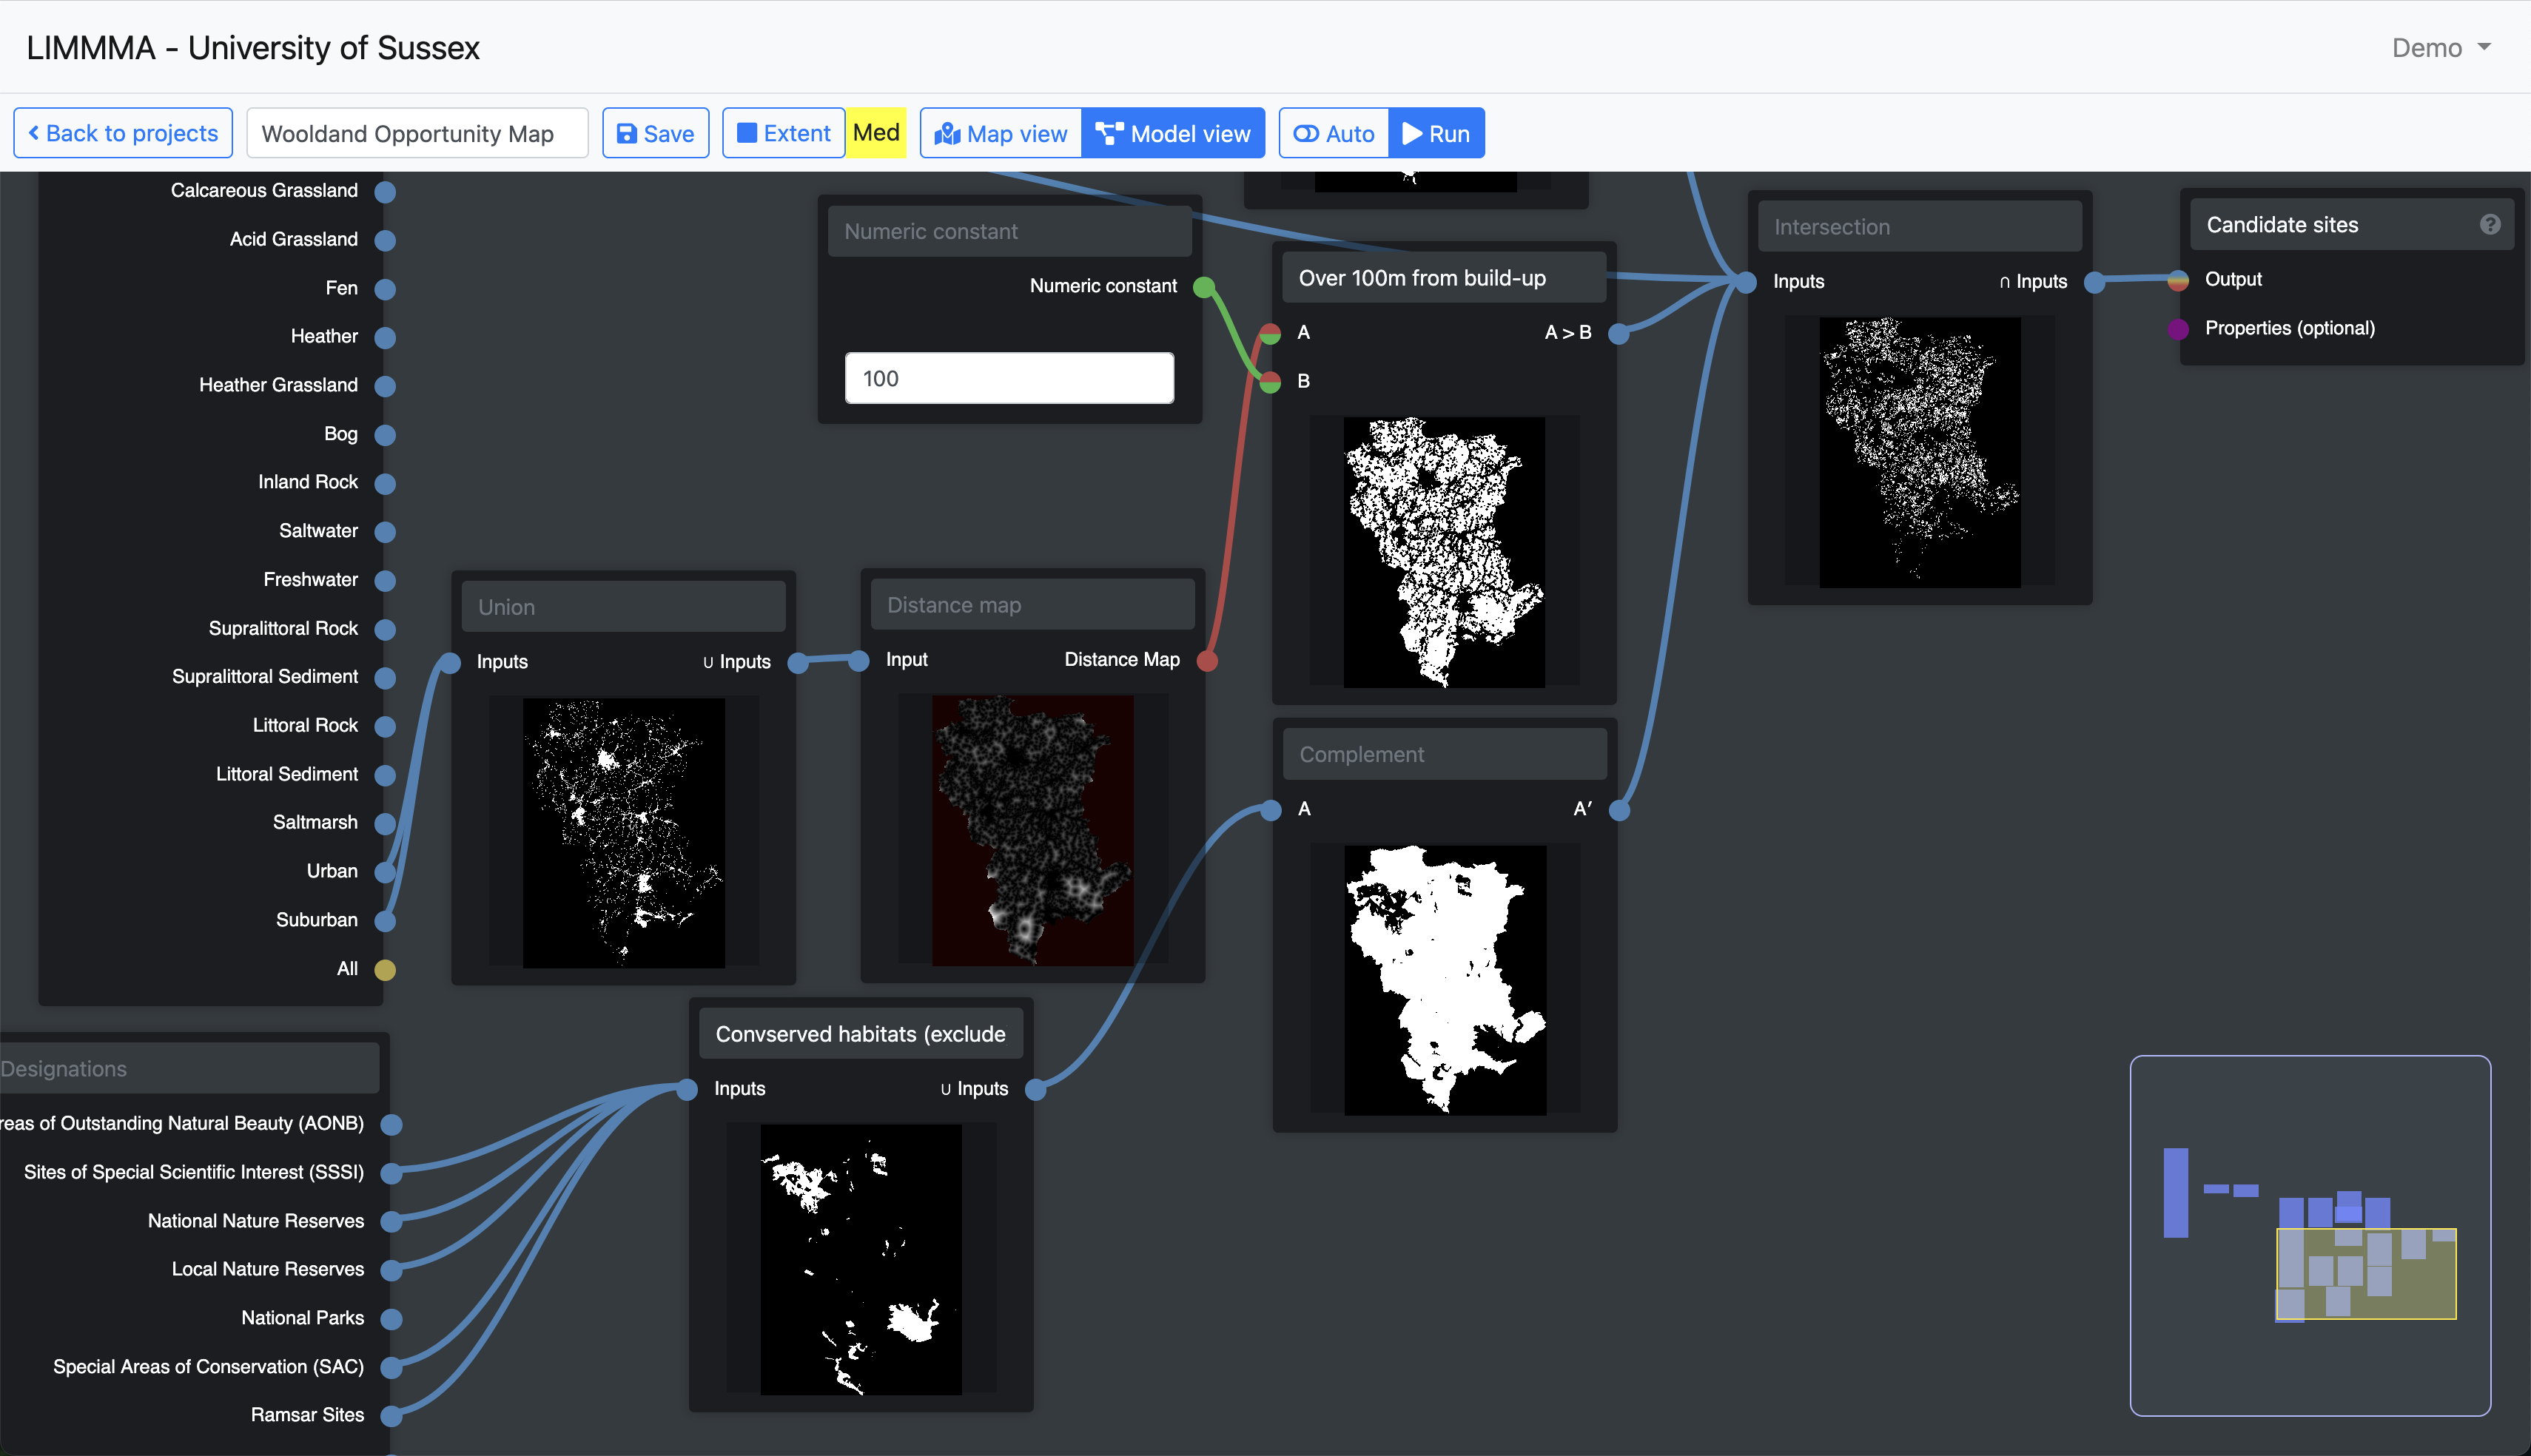 LIMMMA - University of Sussex
Demo
Back to projects
Wooldand Opportunity Map
Save
Extent
Med
Map view
Model view
Auto
Run
Calcareous Grassland
Acid Grassland
Fen
Heather
Heather Grassland
Bog
Inland Rock
Saltwater
Freshwater
Supralittoral Rock
Supralittoral Sediment
Littoral Rock
Littoral Sediment
Saltmarsh
Urban
Suburban
All
Numeric constant
Numeric constant
100
Over 100m from build-up
A
A > B
B
Intersection
Inputs
∩ Inputs
Candidate sites
?
Output
Properties (optional)
Union
Inputs
∪ Inputs
Distance map
Input
Distance Map
Complement
A
A′
Convserved habitats (exclude
Inputs
∪ Inputs
Designations
reas of Outstanding Natural Beauty (AONB)
Sites of Special Scientific Interest (SSSI)
National Nature Reserves
Local Nature Reserves
National Parks
Special Areas of Conservation (SAC)
Ramsar Sites